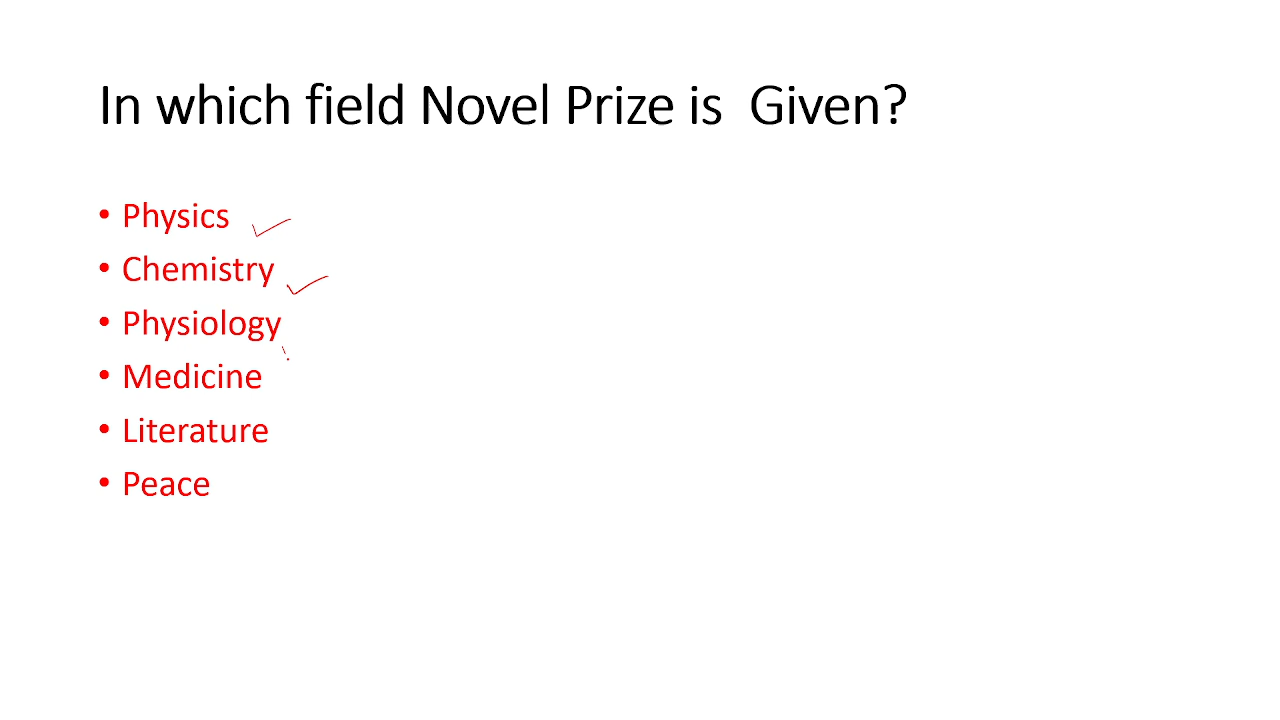 In which field Novel Prize is  Given?
• Physics
• Chemistry
• Physiology
• Medicine
• Literature
• Peace